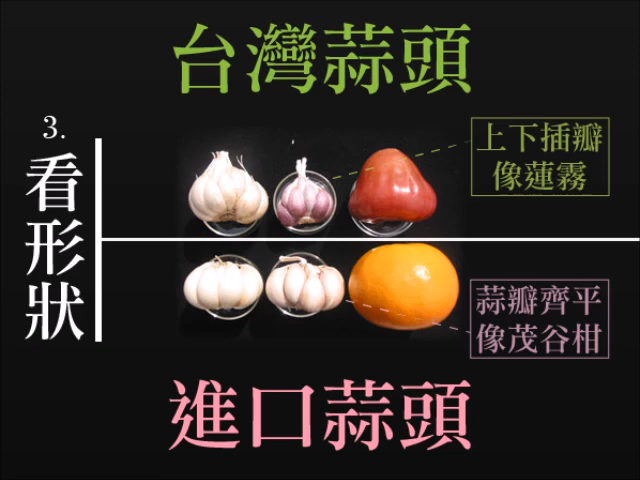 台灣蒜頭
3.
看形狀
上下插瓣
像蓮霧
蒜瓣齊平
像茂谷柑
進口蒜頭